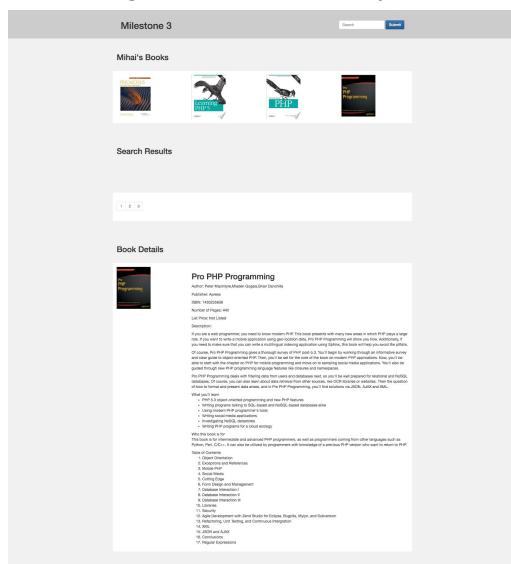 Milestone 3
Search
Submit
Mihai's Books
Learning
PHP 5
PHP
Pro
PHP
Programming
Search Results
1 2 3
Book Details
Pro
PHP
Programming
Pro PHP Programming
Author: Peter MacIntyre,Mladen Gogala,Brian Danchilla
Publisher: Apress
Number of Pages: 440
List Price: Not Listed
Description:
If you are a web programmer, you need to know modern PHP. This book presents with many new areas in which PHP plays a large
role. If you want to write a mobile application using geo-location data, Pro PHP Programming will show you how. Additionally, if
you need to make sure that you can write a multilingual indexing application using Sphinx, this book will help you avoid the pitfalls.
Of course, Pro PHP Programming gives a thorough survey of PHP post-5.3. You'll begin by working through an informative survey
and clear guide to object-oriented PHP. Then, you'll be set for the core of the book on modern PHP applications. Now, you'll be
able to start with the chapter on PHP for mobile programming and move on to sampling social media applications. You'll also be
guided through new PHP programming language features like closures and namespaces.
Pro PHP Programming deals with filtering data from users and databases next, so you'll be well prepared for relational and NoSQL
databases. Of course, you can also learn about data retrieval from other sources, like OCR libraries or websites. Then the question
of how to format and present data arises, and in Pro PHP Programming, you'll find solutions via JSON, AJAX and XML.
What you'll learn
PHP 5.3 object-oriented programming and new PHP features
Writing programs talking to SQL-based and NoSQL-based databases alike
Using modern PHP programmer's tools
Writing social media applications
Investigating NoSQL datastores
Writing PHP programs for a cloud ecology
Who this book is for
This book is for intermediate and advanced PHP programmers, as well as programmers coming from other languages such as
Python, Perl, C/C++. It can also be utilized by programmers with knowledge of a previous PHP version who want to return to PHP.
Table of Contents
1. Object Orientation
2. Exceptions and References
3. Mobile PHP
4. Social Media
5. Cutting Edge
6. Form Design and Management
7. Database Interaction I
8. Database Interaction II
9. Database Interaction III
10. Libraries
11. Security
12. Agile Development with Zend Studio for Eclipse, Bugzilla, Mylyn, and Subversion
13. Refactoring, Unit Testing, and Continuous Integration
14. XML
15. JSON and AJAX
16. Conclusions
17. Regular Expressions